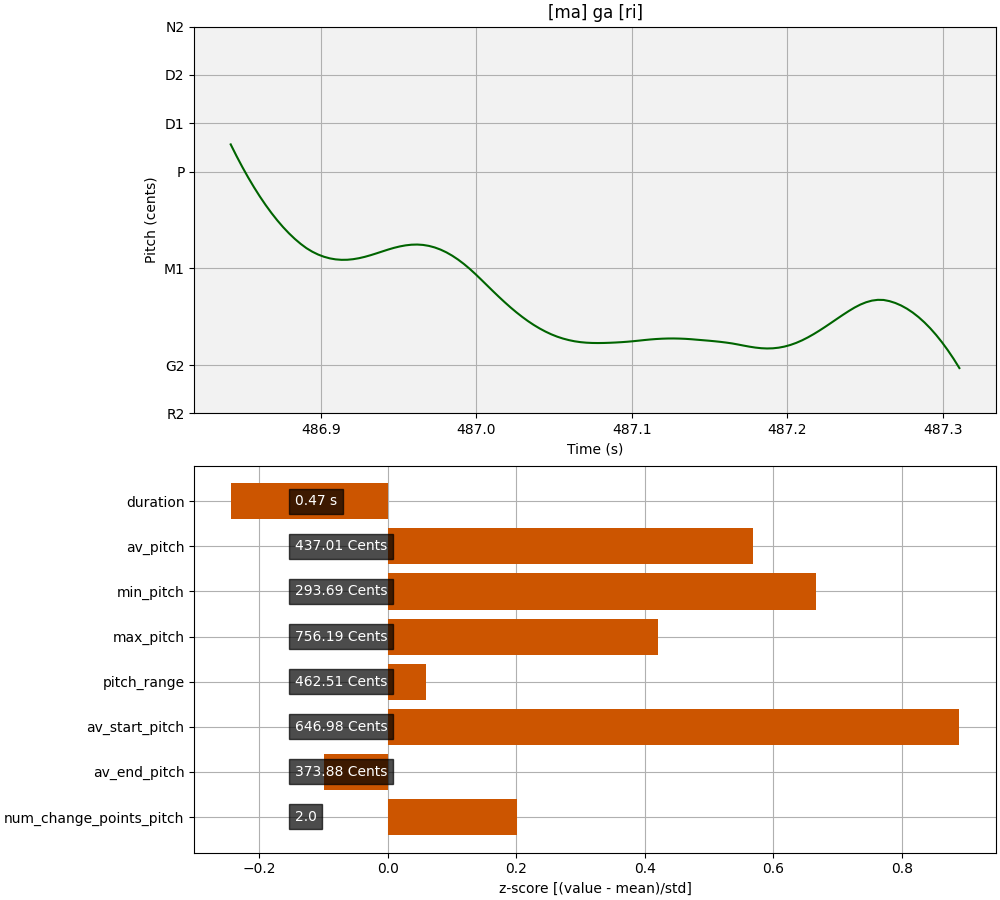 [ma] ga [ri]
N2
D2
D1
P
M1
G2
R2
Pitch (cents)
486.9 487.0 487.1 487.2 487.3
Time (s)
duration 0.47 s
av_pitch 437.01 Cents
min_pitch 293.69 Cents
max_pitch 756.19 Cents
pitch_range 462.51 Cents
av_start_pitch 646.98 Cents
av_end_pitch 373.88 Cents
num_change_points_pitch 2.0
−0.2 0.0 0.2 0.4 0.6 0.8
z-score [(value - mean)/std]